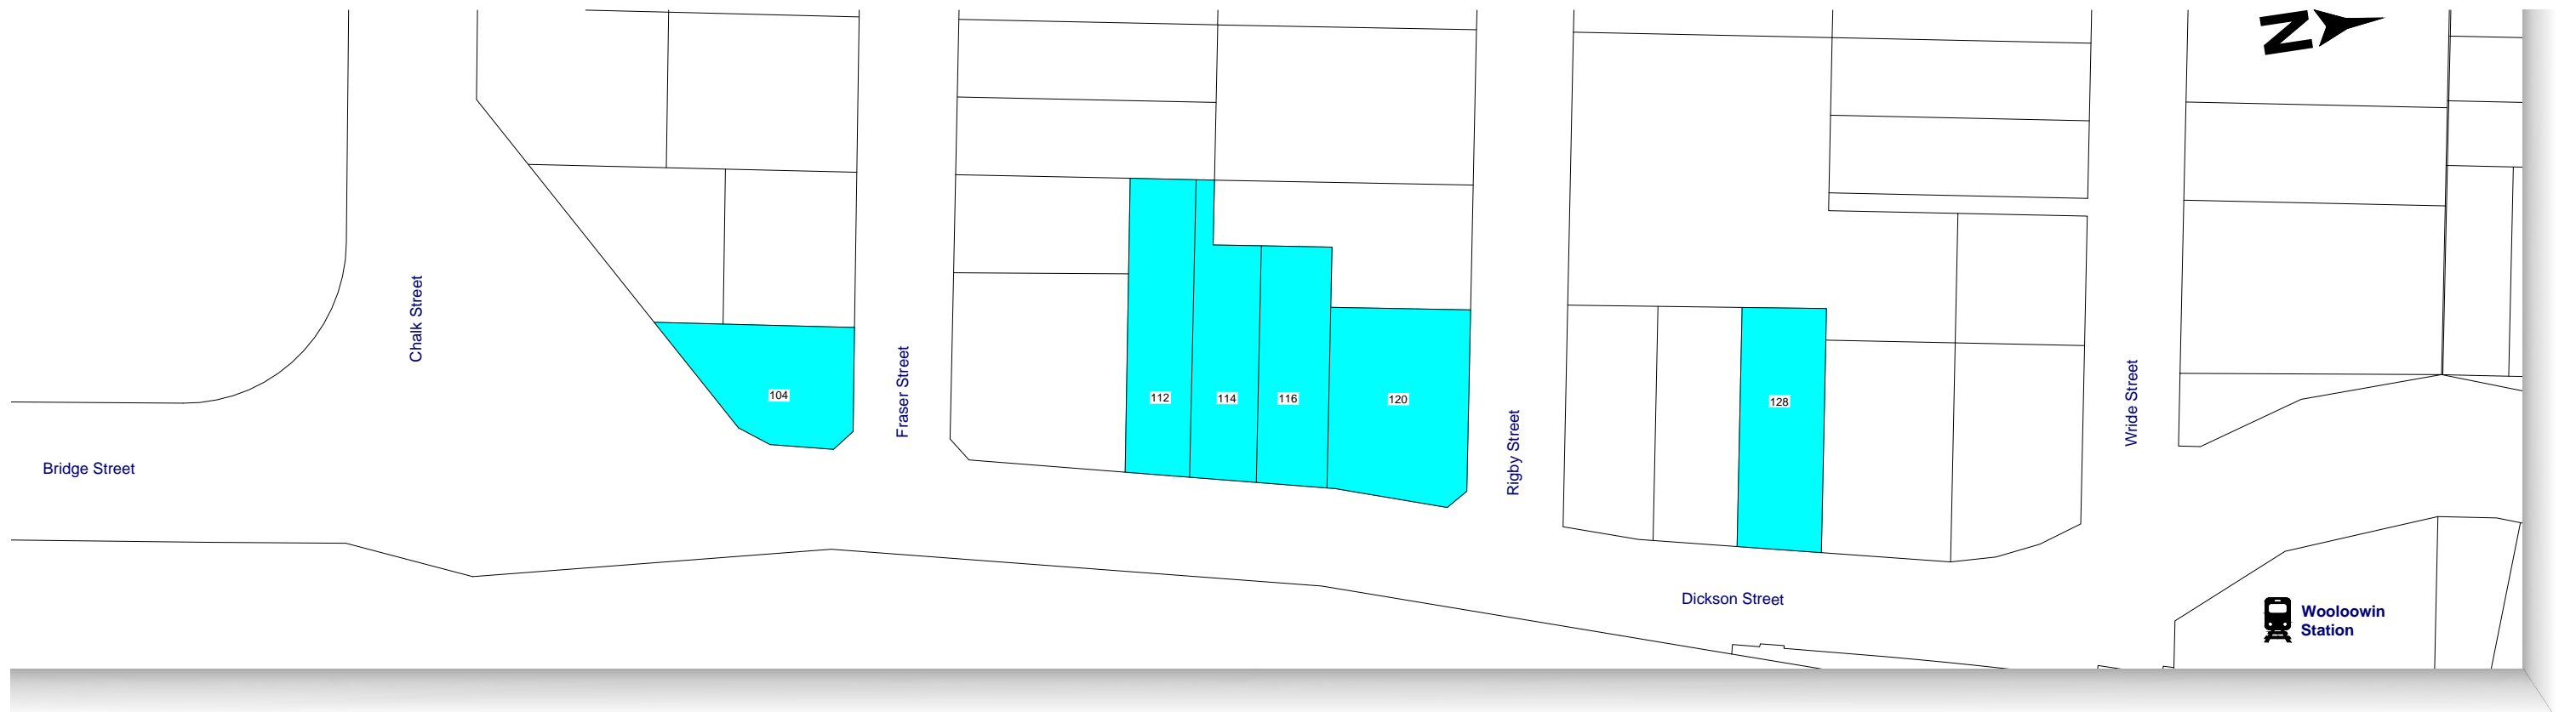 N
Chalk Street
Fraser Street
Rigby Street
Wride Street
104
112
114
116
120
128
Bridge Street
Dickson Street
Wooloowin
Station